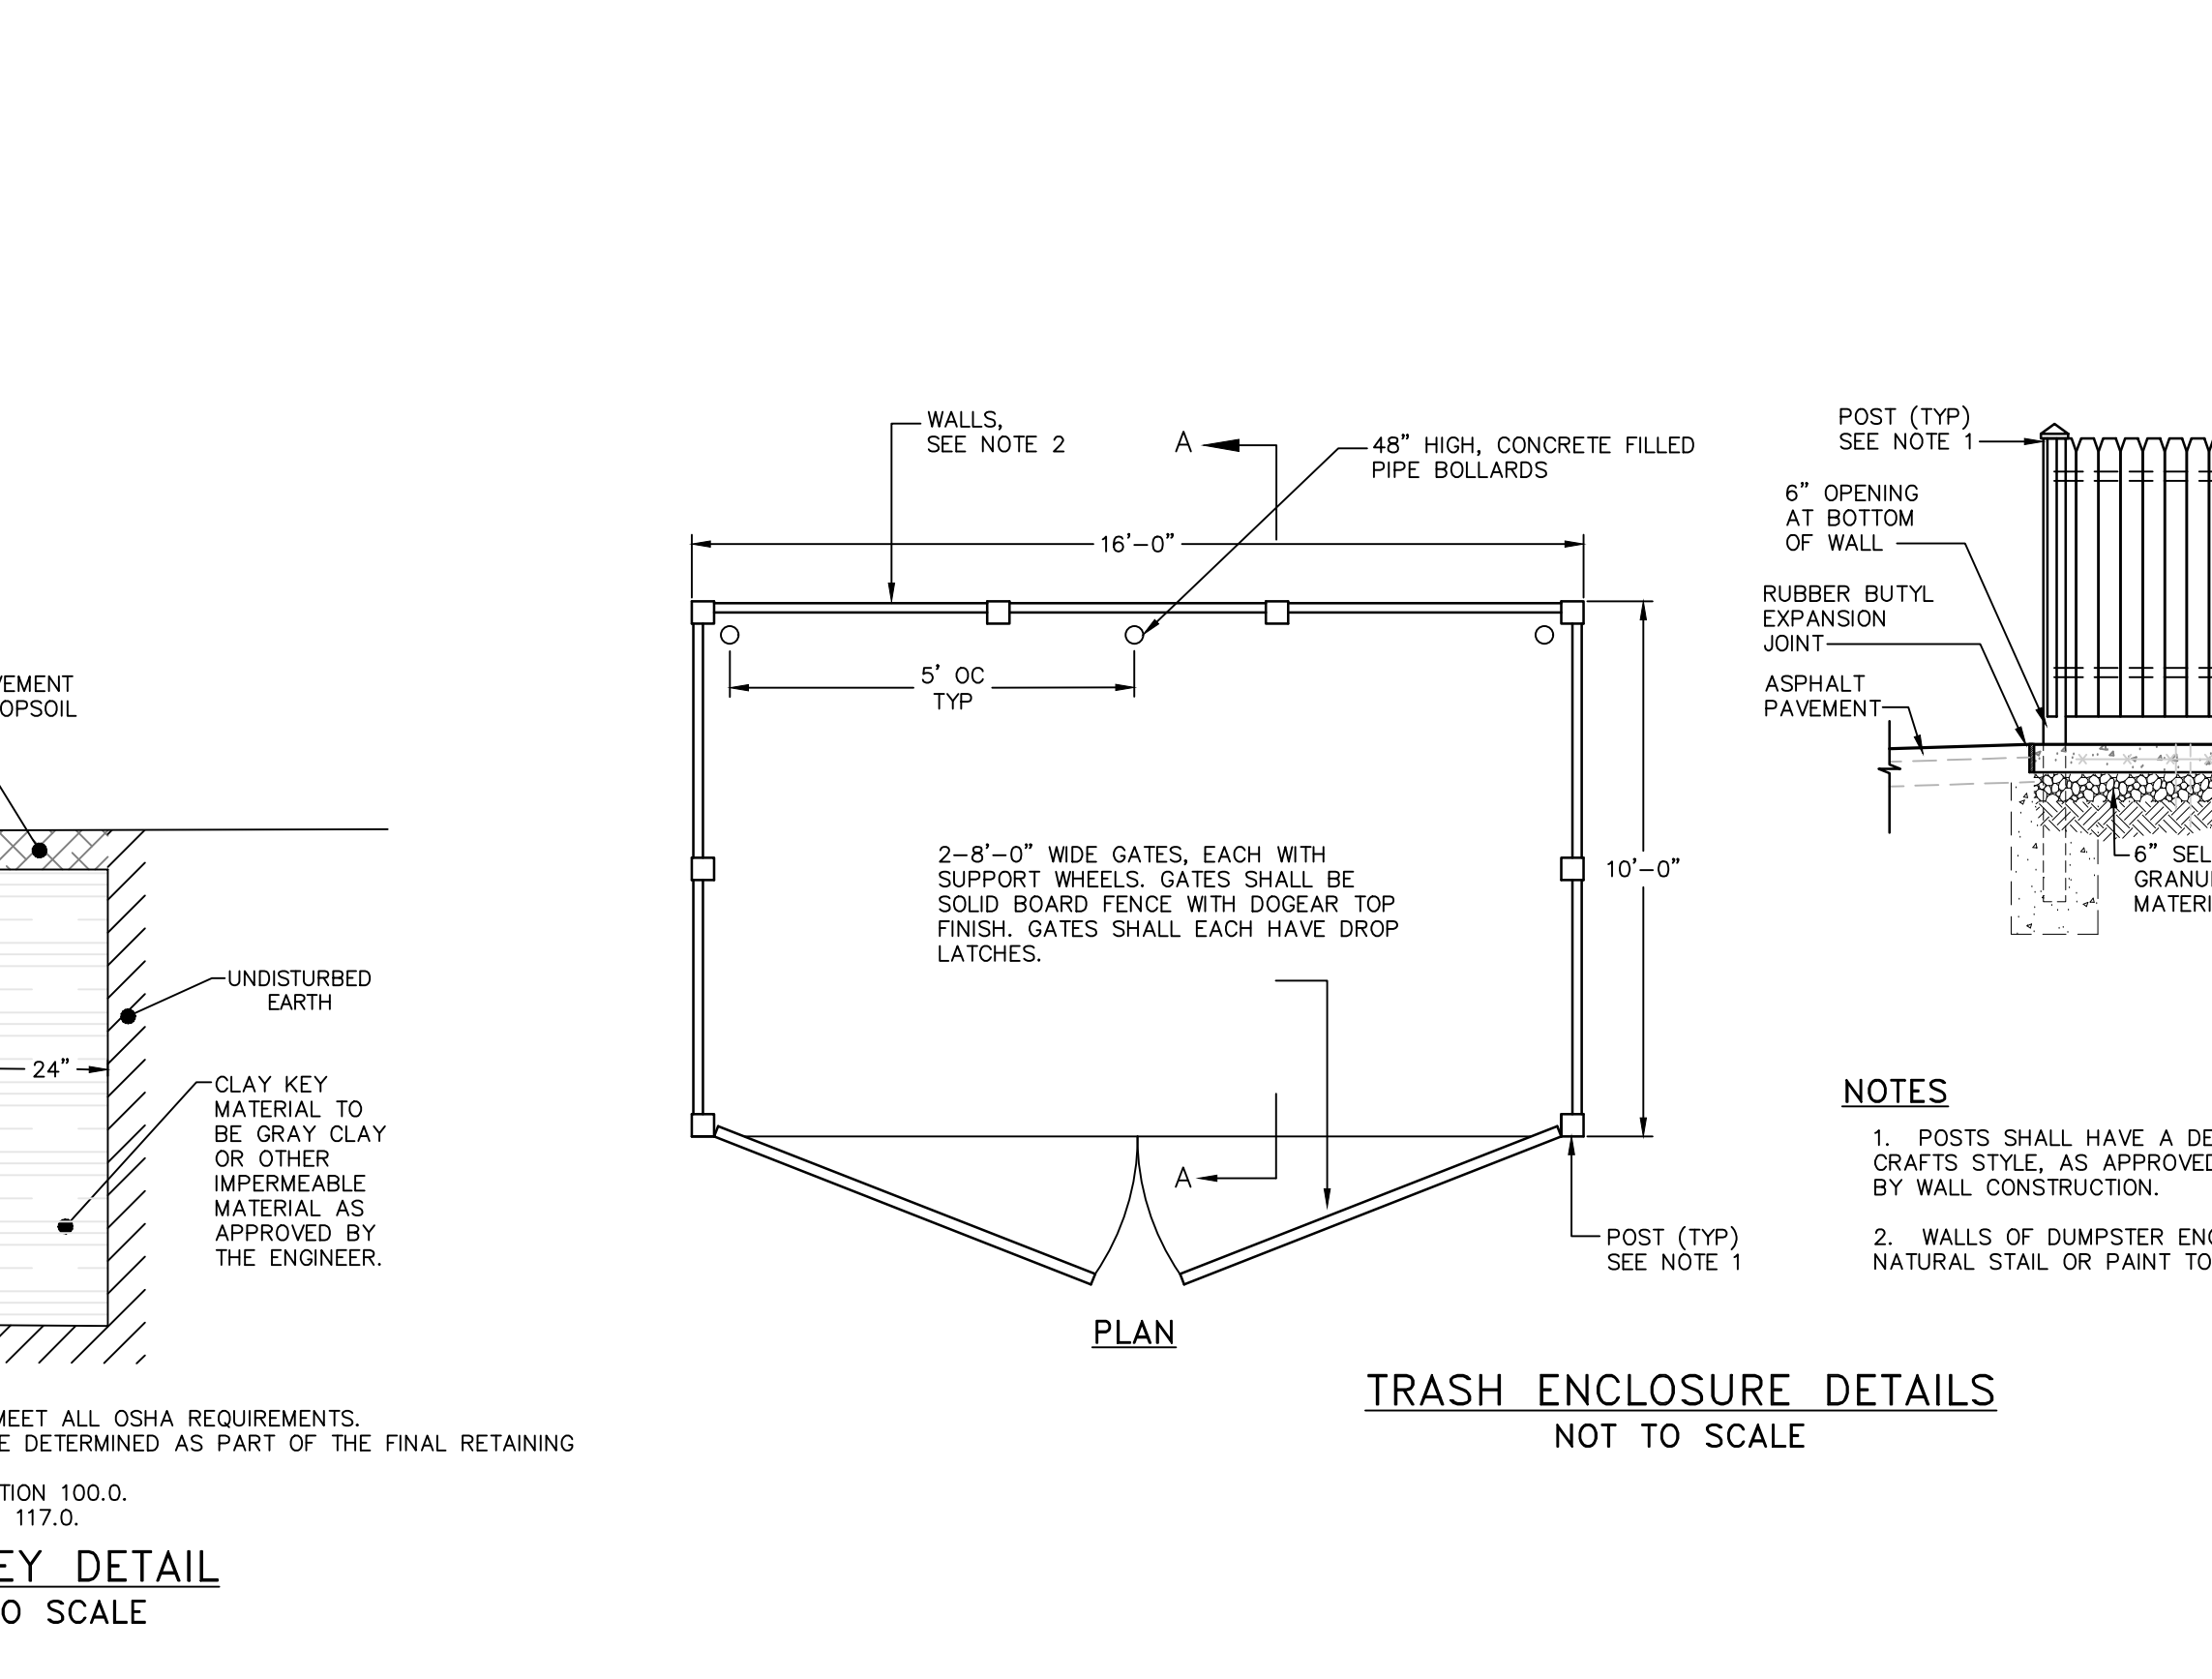 VEMENT
OPSOIL
UNDISTURBED
EARTH
24”
CLAY KEY
MATERIAL TO
BE GRAY CLAY
OR OTHER
IMPERMEABLE
MATERIAL AS
APPROVED BY
THE ENGINEER.
MEET ALL OSHA REQUIREMENTS.
E DETERMINED AS PART OF THE FINAL RETAINING
TION 100.0.
117.0.
EY DETAIL
O SCALE
WALLS,
SEE NOTE 2
A
48” HIGH, CONCRETE FILLED
PIPE BOLLARDS
16’-0”
5’ OC
TYP
2-8’-0” WIDE GATES, EACH WITH
SUPPORT WHEELS. GATES SHALL BE
SOLID BOARD FENCE WITH DOGEAR TOP
FINISH. GATES SHALL EACH HAVE DROP
LATCHES.
10’-0”
A
POST (TYP)
SEE NOTE 1
PLAN
TRASH ENCLOSURE DETAILS
NOT TO SCALE
POST (TYP)
SEE NOTE 1
6” OPENING
AT BOTTOM
OF WALL
RUBBER BUTYL
EXPANSION
JOINT
ASPHALT
PAVEMENT
6” SEL
GRANU
MATERI
NOTES
1. POSTS SHALL HAVE A DE
CRAFTS STYLE, AS APPROVED
BY WALL CONSTRUCTION.
2. WALLS OF DUMPSTER ENC
NATURAL STAIL OR PAINT TO